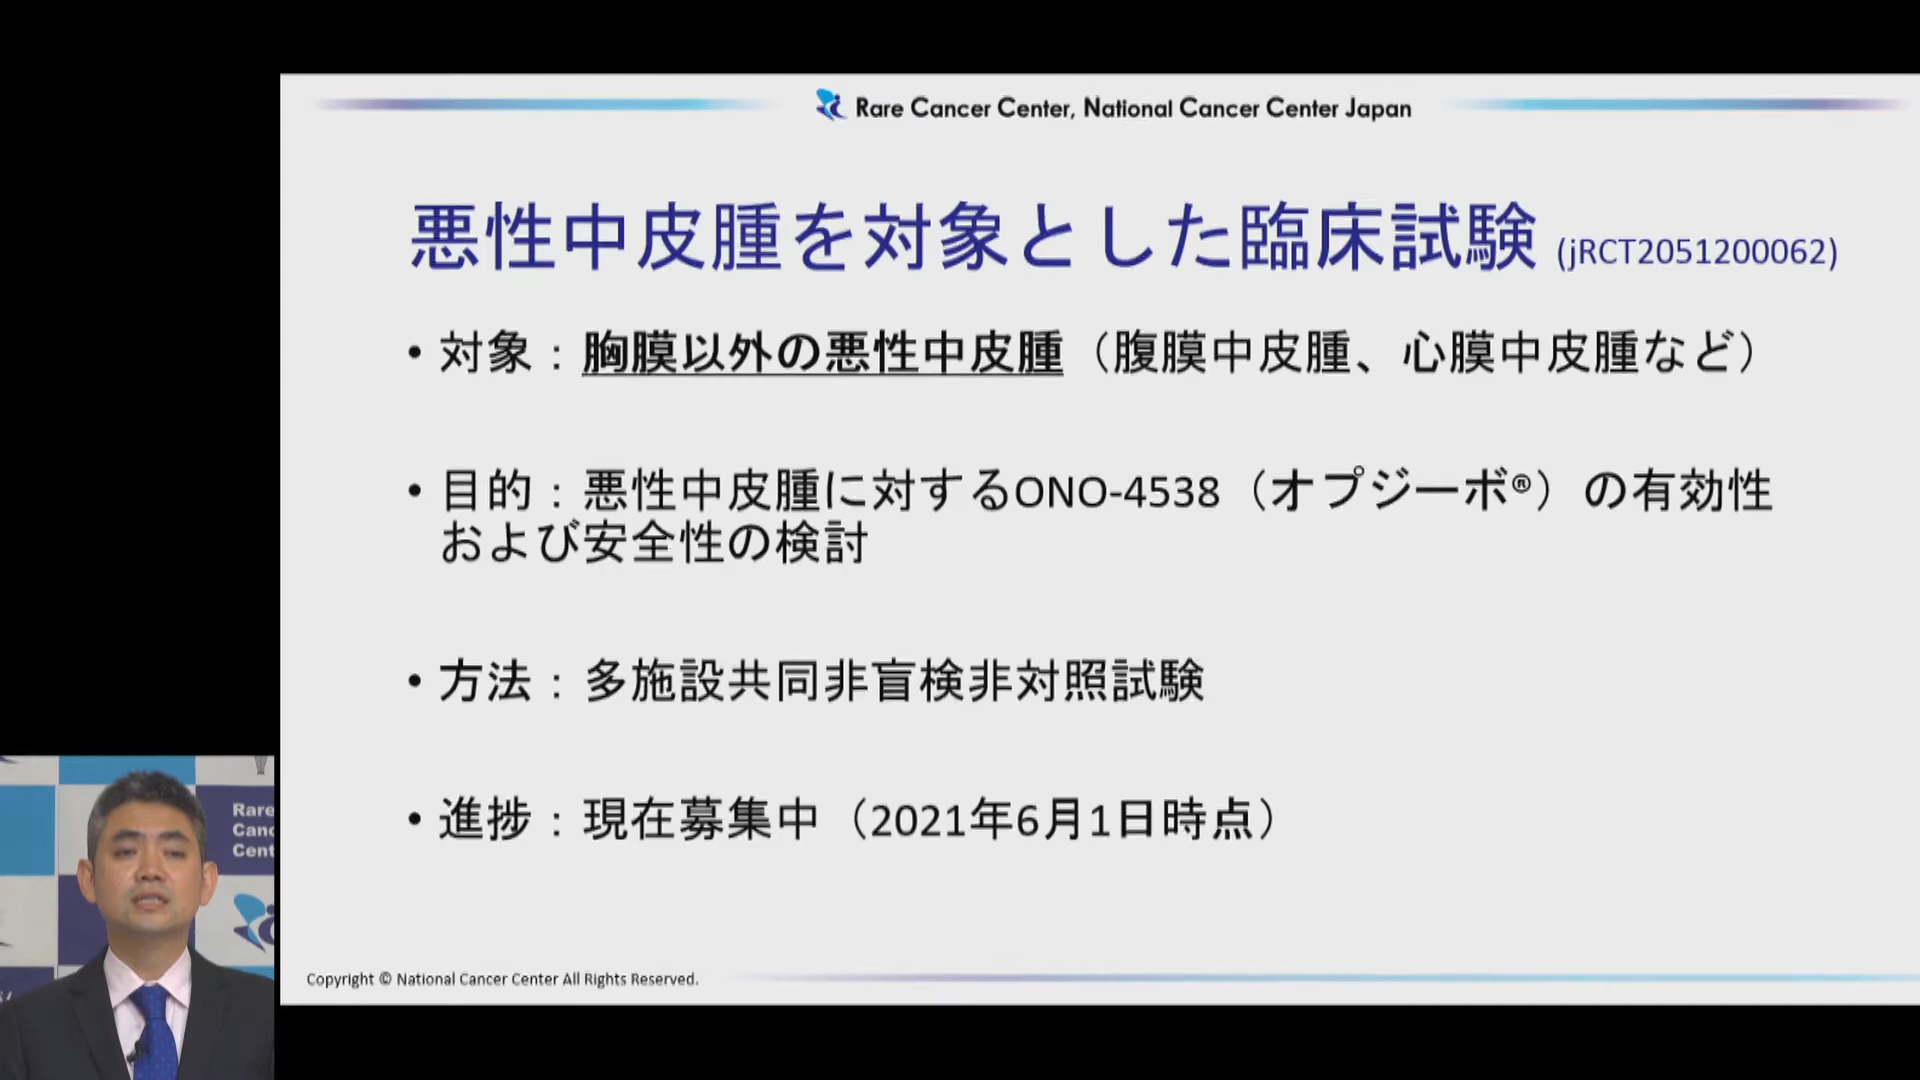 Rare Cancer Center, National Cancer Center Japan
悪性中皮腫を対象とした臨床試験 (jRCT2051200062)
• 対象：胸膜以外の悪性中皮腫（腹膜中皮腫、心膜中皮腫など）
• 目的：悪性中皮腫に対するONO-4538（オプジーボ®）の有効性
および安全性の検討
• 方法：多施設共同非盲検非対照試験
• 進捗：現在募集中（2021年6月1日時点）
Rare
Canc
Cent
Copyright © National Cancer Center All Rights Reserved.